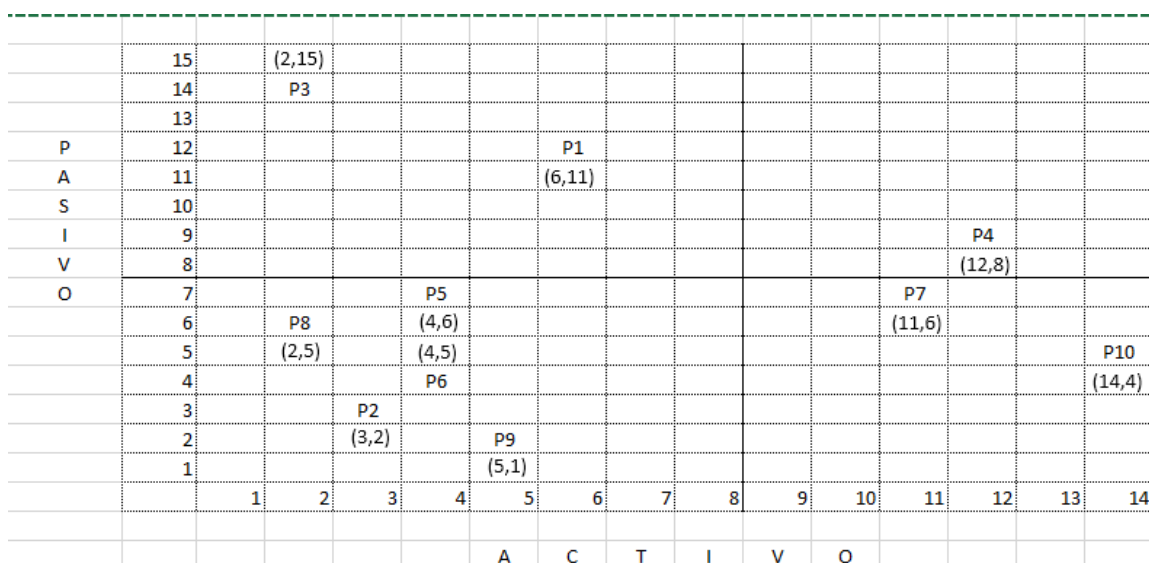 15 (2,15)
14 P3
13
P 12 P1
A 11 (6,11)
S 10
I 9 P4
V 8 (12,8)
O 7 P5 P7
6 P8 (4,6) (11,6)
5 (2,5) (4,5) P10
4 P6 (14,4)
3 P2
2 (3,2) P9
1 (5,1)
1 2 3 4 5 6 7 8 9 10 11 12 13 14
A C T I V O